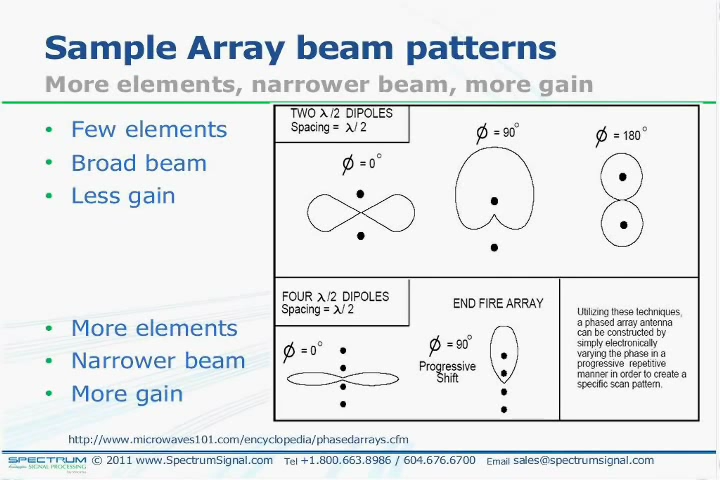 Sample Array beam patterns
More elements, narrower beam, more gain
• Few elements
• Broad beam
• Less gain
• More elements
• Narrower beam
• More gain
TWO λ/2 DIPOLES
Spacing = λ/2
ϕ = 0°
ϕ = 90°
ϕ = 180°
FOUR λ/2 DIPOLES
Spacing = λ/2
ϕ = 0°
END FIRE ARRAY
ϕ = 90°
Progressive
Shift
Utilizing these techniques,
a phased array antenna
can be constructed by
simply electronically
varying the phase in a
progressive repetitive
manner in order to create a
specific scan pattern.
http://www.microwaves101.com/encyclopedia/phasedarrays.cfm
SPECTRUM
SIGNAL PROCESSING
© 2011 www.SpectrumSignal.com Tel +1.800.663.8986 / 604.676.6700 Email sales@spectrumsignal.com